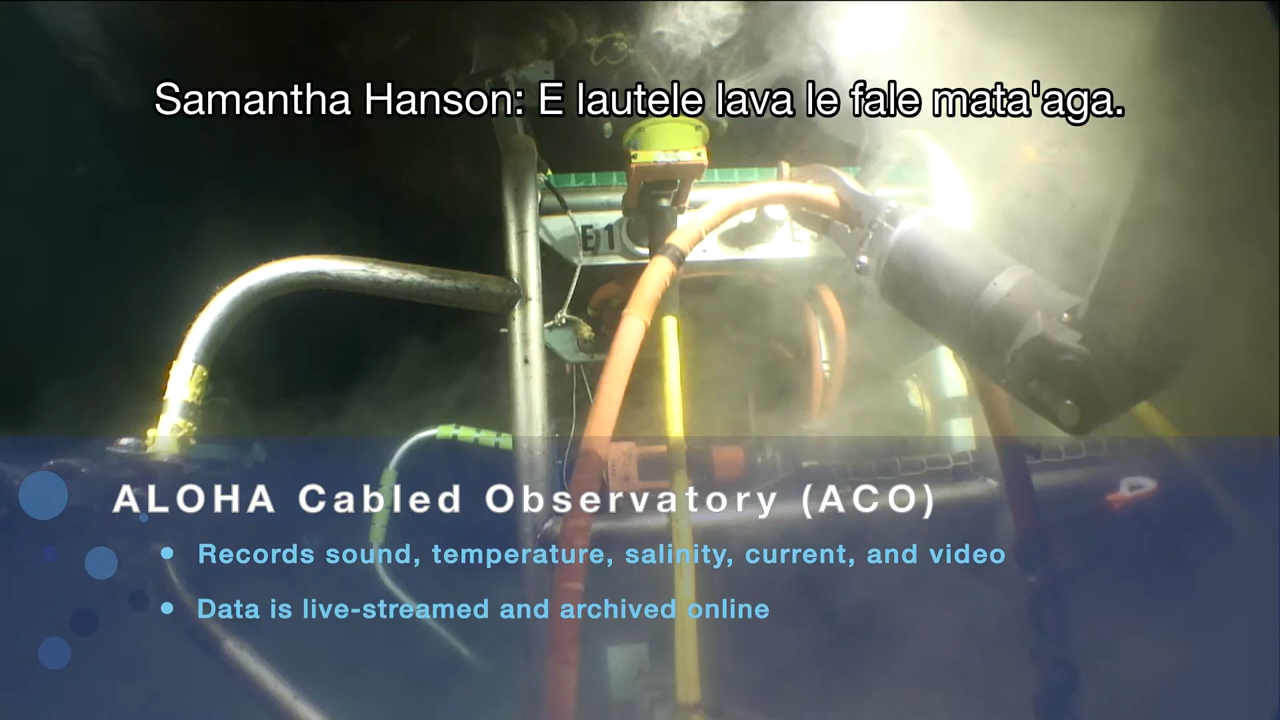 Samantha Hanson: E lautele lava le fale mata'aga.
E 1
ALOHA Cabled Observatory (ACO)
Records sound, temperature, salinity, current, and video
Data is live-streamed and archived online